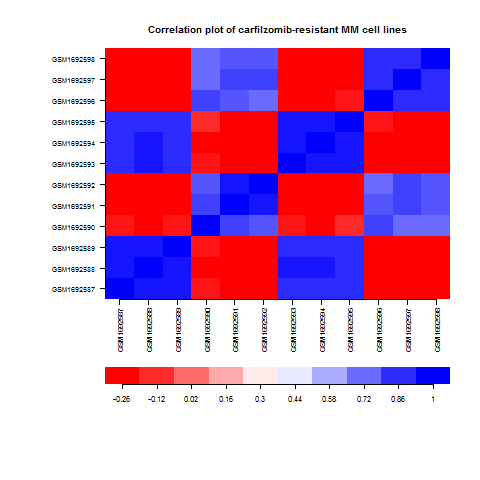 Correlation plot of carfilzomib-resistant MM cell lines
GSM1692598
GSM1692597
GSM1692596
GSM1692595
GSM1692594
GSM1692593
GSM1692592
GSM1692591
GSM1692590
GSM1692589
GSM1692588
GSM1692587
GSM1692587
GSM1692588
GSM1692589
GSM1692590
GSM1692591
GSM1692592
GSM1692593
GSM1692594
GSM1692595
GSM1692596
GSM1692597
GSM1692598
-0.26 -0.12 0.02 0.16 0.3 0.44 0.58 0.72 0.86 1